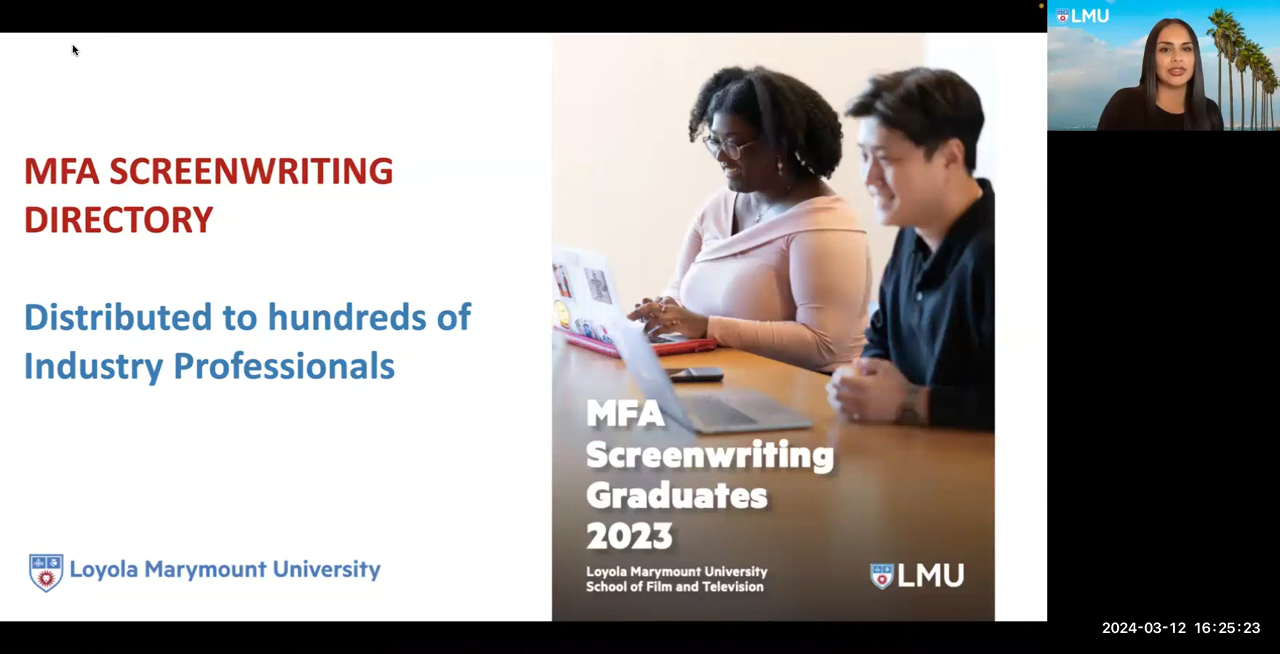 MFA SCREENWRITING
DIRECTORY
Distributed to hundreds of
Industry Professionals
Loyola Marymount University
MFA
Screenwriting
Graduates
2023
Loyola Marymount University
School of Film and Television
LMU
LMU
2024-03-12 16:25:23